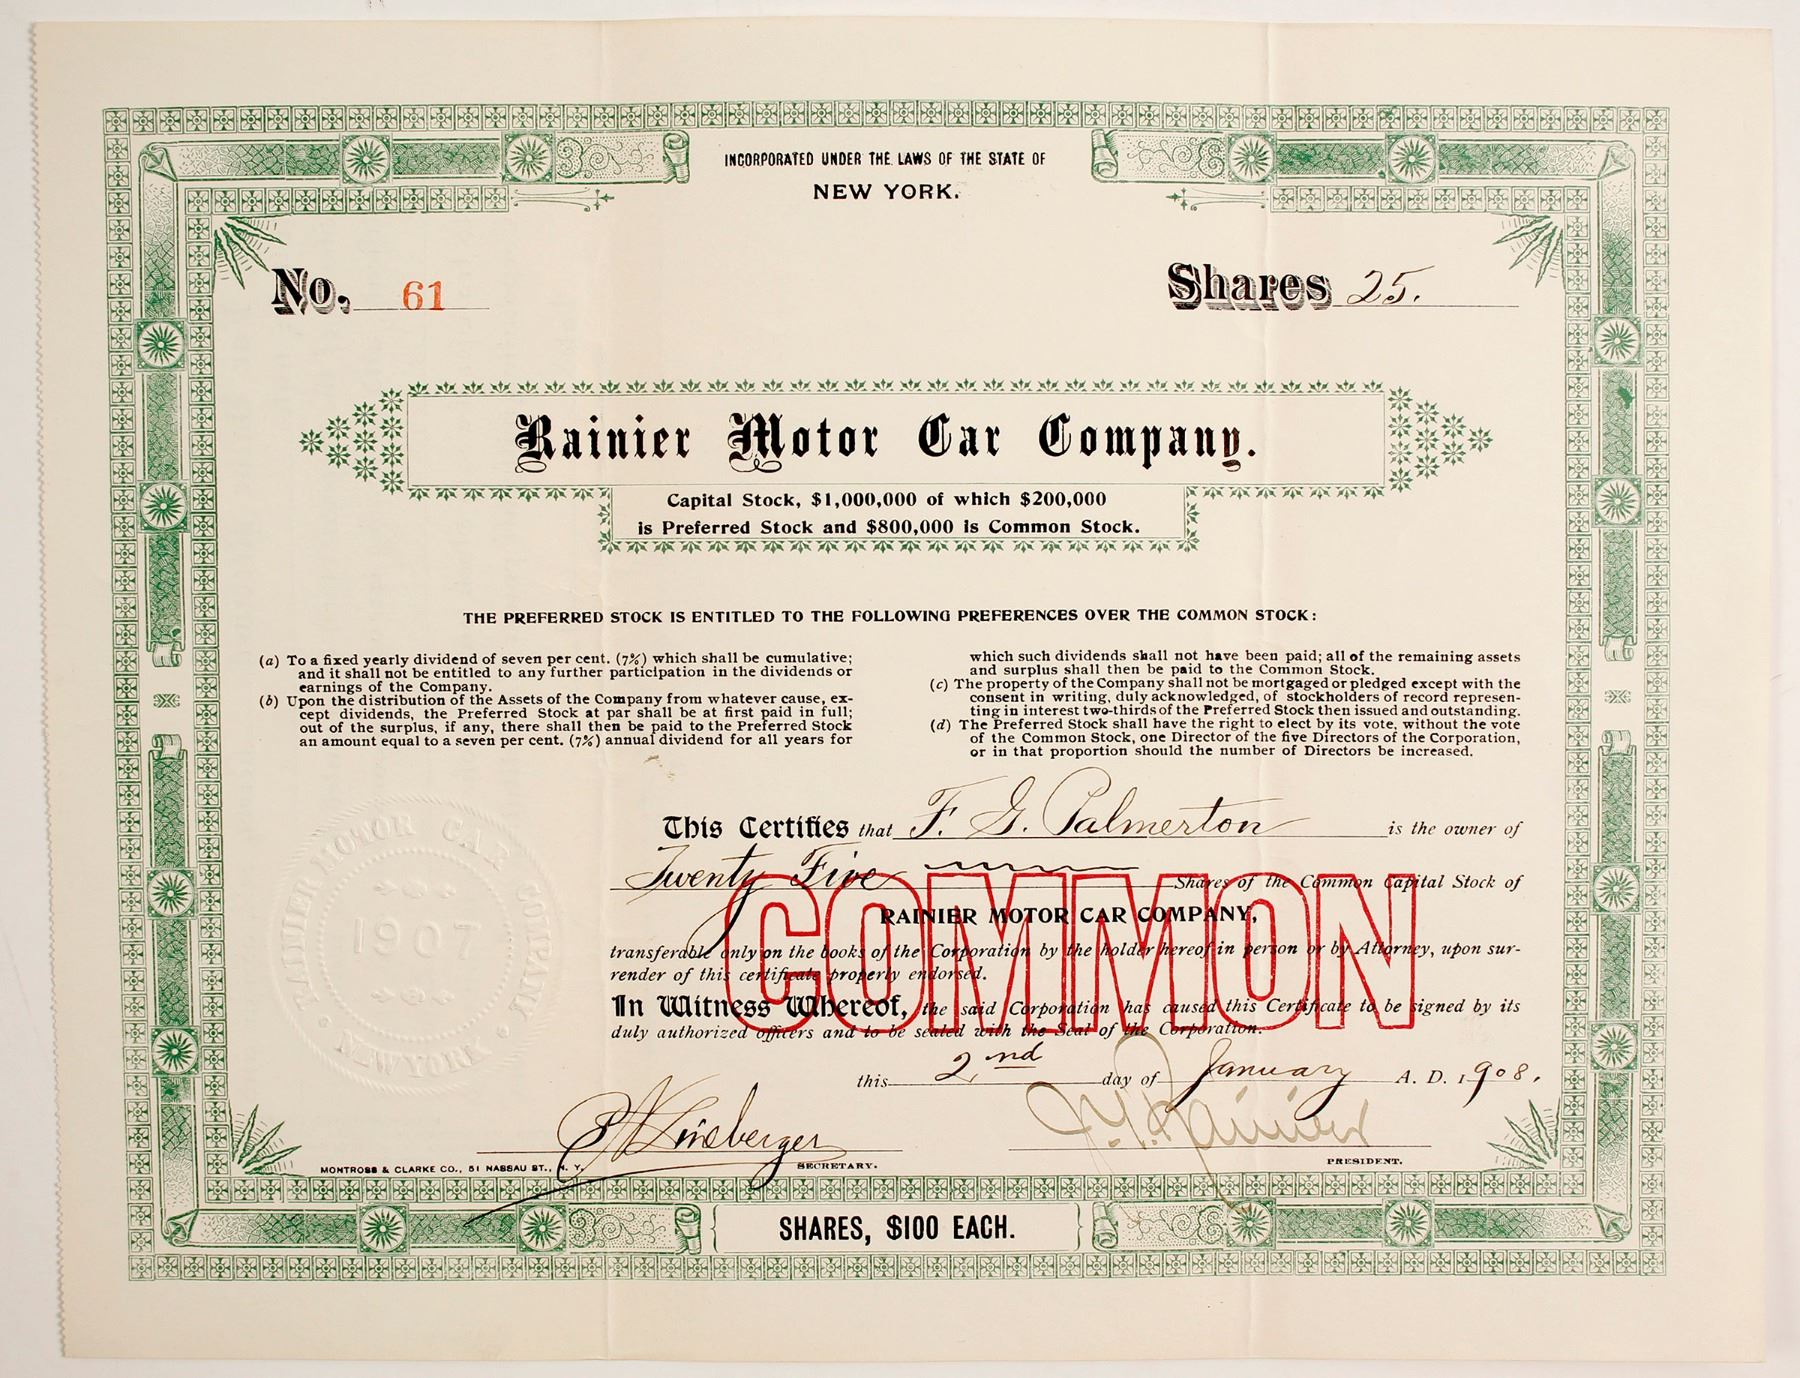 INCORPORATED UNDER THE LAWS OF THE STATE OF
NEW YORK.
No. 61
Shares 25.
Rainier Motor Car Company.
Capital Stock, $1,000,000 of which $200,000
is Preferred Stock and $800,000 is Common Stock.
THE PREFERRED STOCK IS ENTITLED TO THE FOLLOWING PREFERENCES OVER THE COMMON STOCK:
(a) To a fixed yearly dividend of seven per cent. (7%) which shall be cumulative;
and it shall not be entitled to any further participation in the dividends or
earnings of the Company.
(b) Upon the distribution of the Assets of the Company from whatever cause, ex-
cept dividends, the Preferred Stock at par shall be at first paid in full;
out of the surplus, if any, there shall then be paid to the Preferred Stock
an amount equal to a seven per cent. (7%) annual dividend for all years for
which such dividends shall not have been paid; all of the remaining assets
and surplus shall then be paid to the Common Stock.
(c) The property of the Company shall not be mortgaged or pledged except with the
consent in writing, duly acknowledged, of stockholders of record represen-
ting in interest two-thirds of the Preferred Stock then issued and outstanding.
(d) The Preferred Stock shall have the right to elect by its vote, without the vote
of the Common Stock, one Director of the five Directors of the Corporation,
or in that proportion should the number of Directors be increased.
This Certifies that F. G. Palmerton is the owner of
Twenty Five Shares of the Common Capital Stock of
RAINIER MOTOR CAR COMPANY,
transferable only on the books of the Corporation by the holder hereof in person or by Attorney, upon sur-
render of this certificate properly endorsed.
In Witness Whereof, the said Corporation has caused this Certificate to be signed by its
duly authorized officers and to be sealed with the Seal of the Corporation.
COMMON
this 2nd day of January A. D. 1908.
RAINIER MOTOR CAR COMPANY
1907
NEW YORK
Lineberger
SECRETARY.
J. T. Rainier
PRESIDENT.
MONTROSS & CLARKE CO., 51 NASSAU ST., N. Y.
SHARES, $100 EACH.